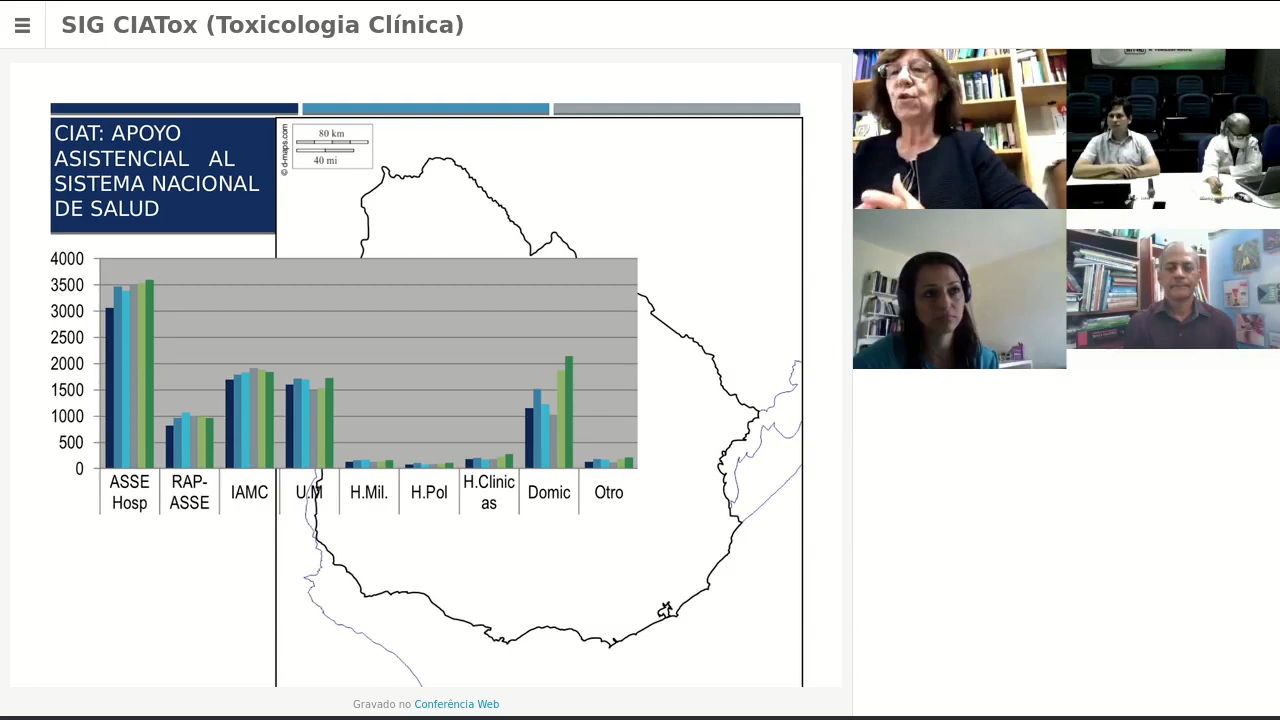 SIG CIATox (Toxicologia Clínica)
CIAT: APOYO
ASISTENCIAL AL
SISTEMA NACIONAL
DE SALUD
© d-maps.com
80 km
40 mi
4000
3500
3000
2500
2000
1500
1000
500
0
ASSE
Hosp
RAP-
ASSE
IAMC
U.M
H.Mil.
H.Pol
H.Clinic
as
Domic
Otro
Gravado no Conferência Web